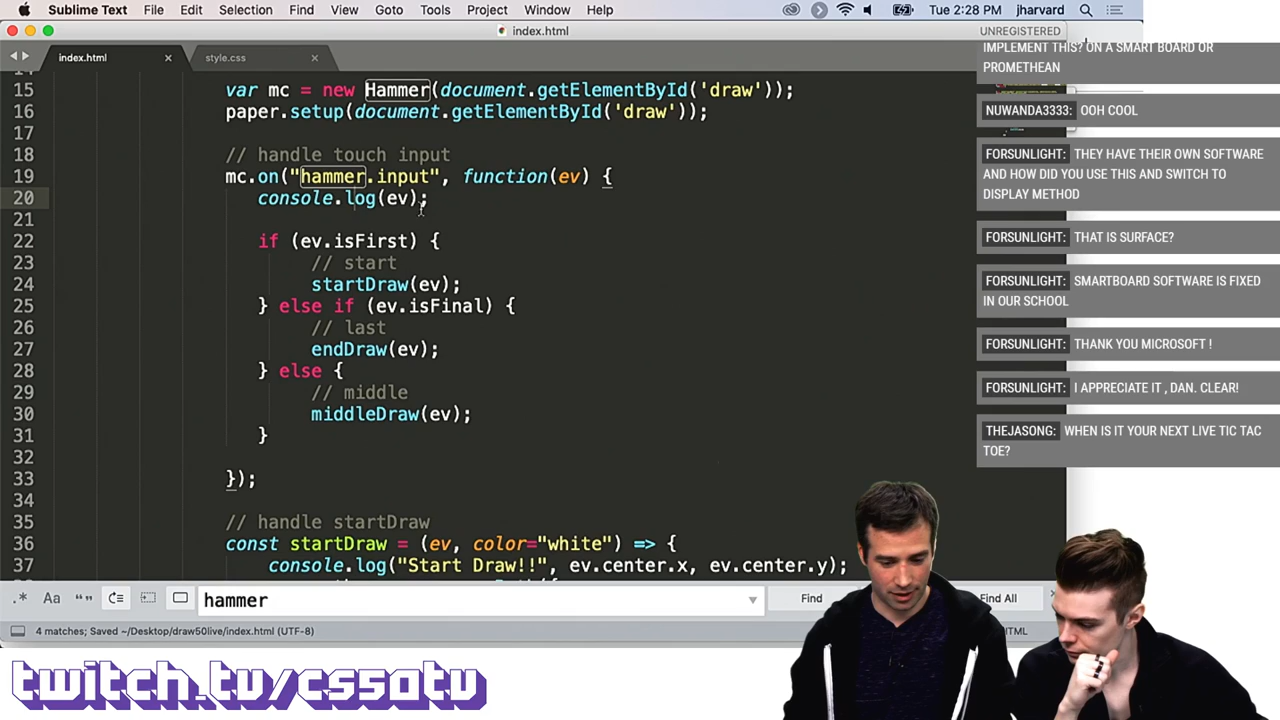 Sublime Text File Edit Selection Find View Goto Tools Project Window Help Tue 2:28 PM jharvard
index.html UNREGISTERED
index.html × style.css ×
15 var mc = new Hammer(document.getElementById('draw'));
16 paper.setup(document.getElementById('draw'));
17
18 // handle touch input
19 mc.on("hammer.input", function(ev) {
20 console.log(ev);
21
22 if (ev.isFirst) {
23 // start
24 startDraw(ev);
25 } else if (ev.isFinal) {
26 // last
27 endDraw(ev);
28 } else {
29 // middle
30 middleDraw(ev);
31 }
32
33 });
34
35 // handle startDraw
36 const startDraw = (ev, color="white") => {
37 console.log("Start Draw!!", ev.center.x, ev.center.y);
.* Aa “” hammer Find Find All
4 matches; Saved ~/Desktop/draw50live/index.html (UTF-8) HTML
IMPLEMENT THIS? ON A SMART BOARD OR
PROMETHEAN
NUWANDA3333: OOH COOL
FORSUNLIGHT: THEY HAVE THEIR OWN SOFTWARE
AND HOW DID YOU USE THIS AND SWITCH TO
DISPLAY METHOD
FORSUNLIGHT: THAT IS SURFACE?
FORSUNLIGHT: SMARTBOARD SOFTWARE IS FIXED
IN OUR SCHOOL
FORSUNLIGHT: THANK YOU MICROSOFT !
FORSUNLIGHT: I APPRECIATE IT , DAN. CLEAR!
THEJASONG: WHEN IS IT YOUR NEXT LIVE TIC TAC
TOE?
twitch.tv/cs50tv